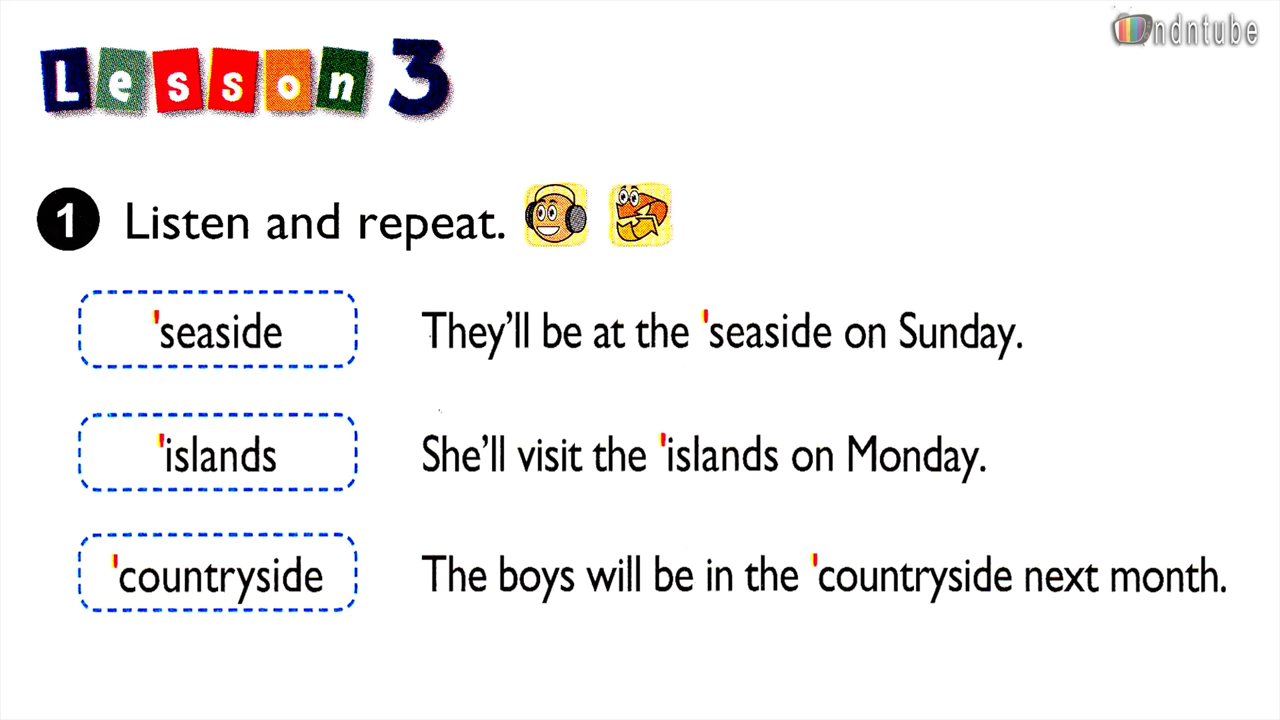 ndntube
Lesson 3
1 Listen and repeat.
'seaside They'll be at the 'seaside on Sunday.
'islands She'll visit the 'islands on Monday.
'countryside The boys will be in the 'countryside next month.